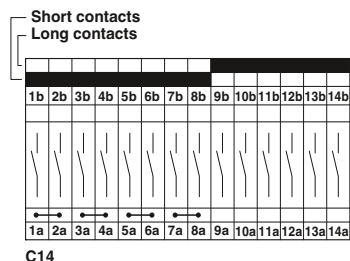 Short contacts
Long contacts
1b 2b 3b 4b 5b 6b 7b 8b 9b 10b 11b 12b 13b 14b
1a 2a 3a 4a 5a 6a 7a 8a 9a 10a 11a 12a 13a 14a
C14